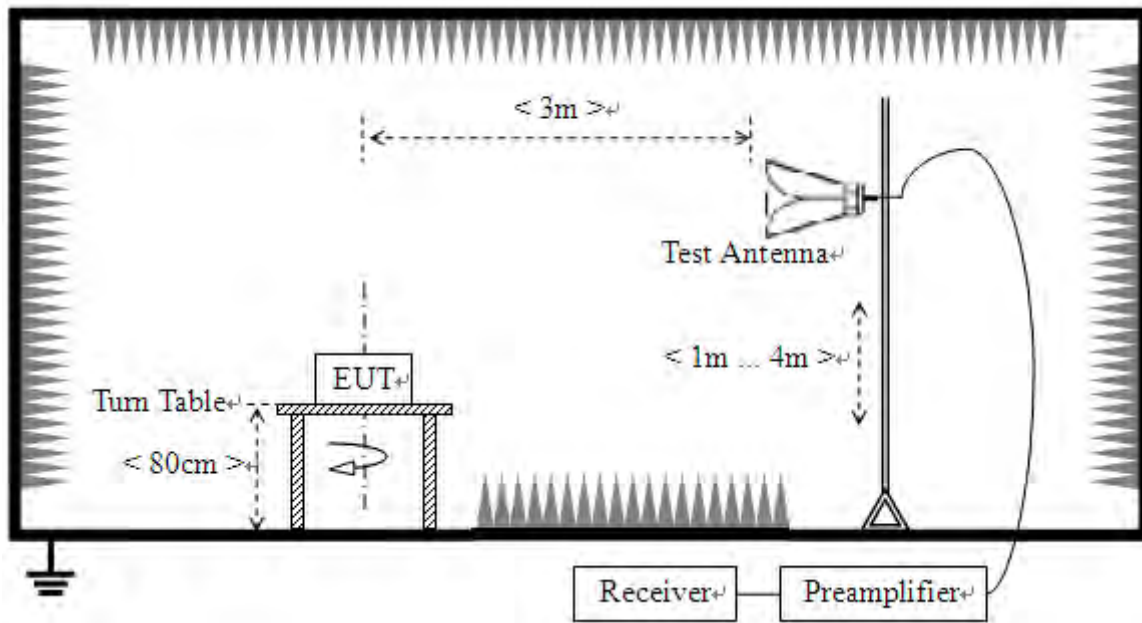 < 3m >
Test Antenna
< 1m ... 4m >
EUT
Turn Table
< 80cm >
Receiver
Preamplifier